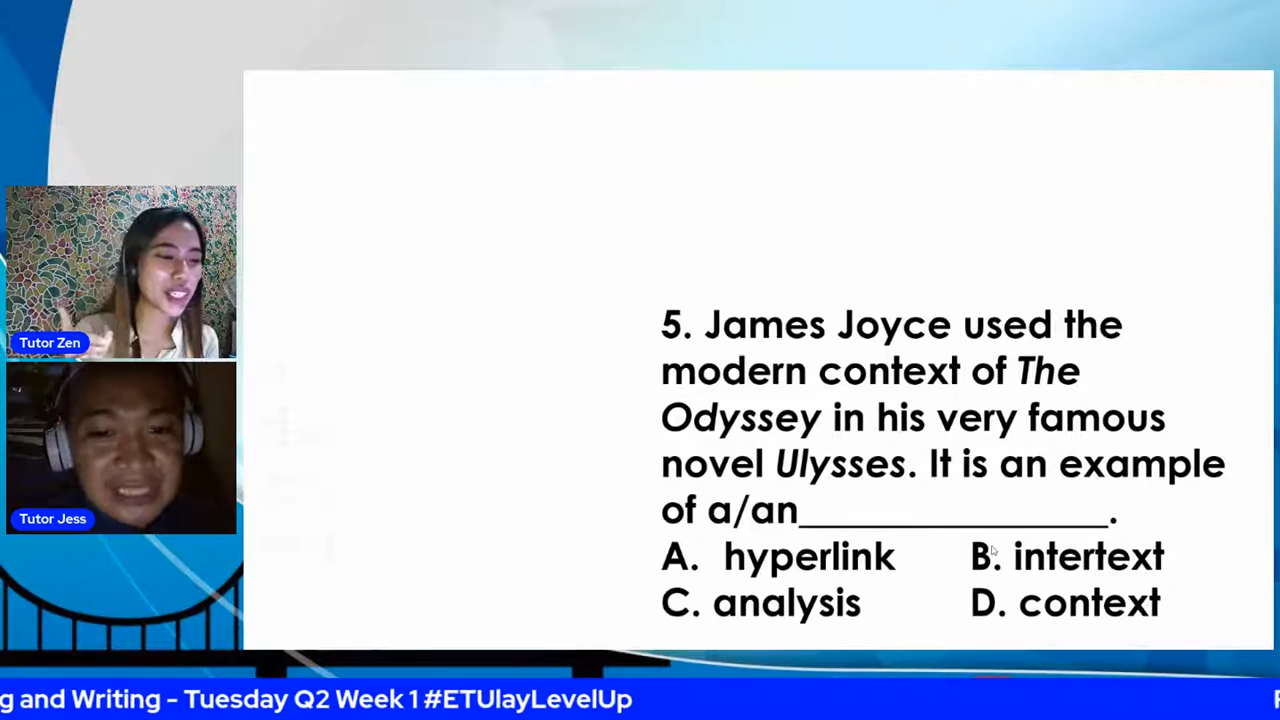 5. James Joyce used the
modern context of The
Odyssey in his very famous
novel Ulysses. It is an example
of a/an_______________.
A. hyperlink B. intertext
C. analysis D. context
Tutor Zen
Tutor Jess
g and Writing - Tuesday Q2 Week 1 #ETUlayLevelUp